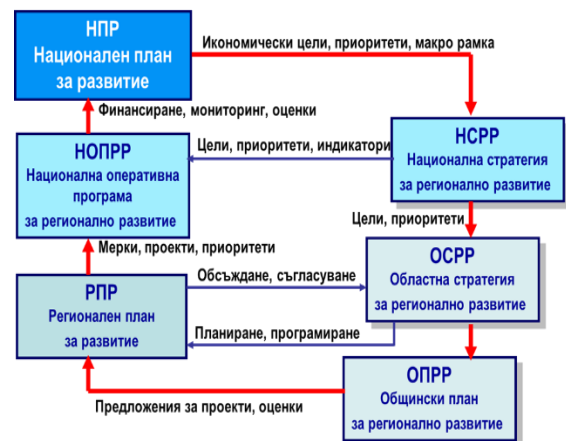 НПР
Национален план
за развитие
Икономически цели, приоритети, макро рамка
Финансиране, мониторинг, оценки
НОПРР
Национална оперативна
програма
за регионално развитие
Цели, приоритети, индикатори
НСРР
Национална стратегия
за регионално развитие
Цели, приоритети
Мерки, проекти, приоритети
ОСРР
Областна стратегия
за регионално развитие
Обсъждане, съгласуване
РПР
Регионален план
за развитие
Планиране, програмиране
ОПРР
Общински план
за регионално развитие
Предложения за проекти, оценки